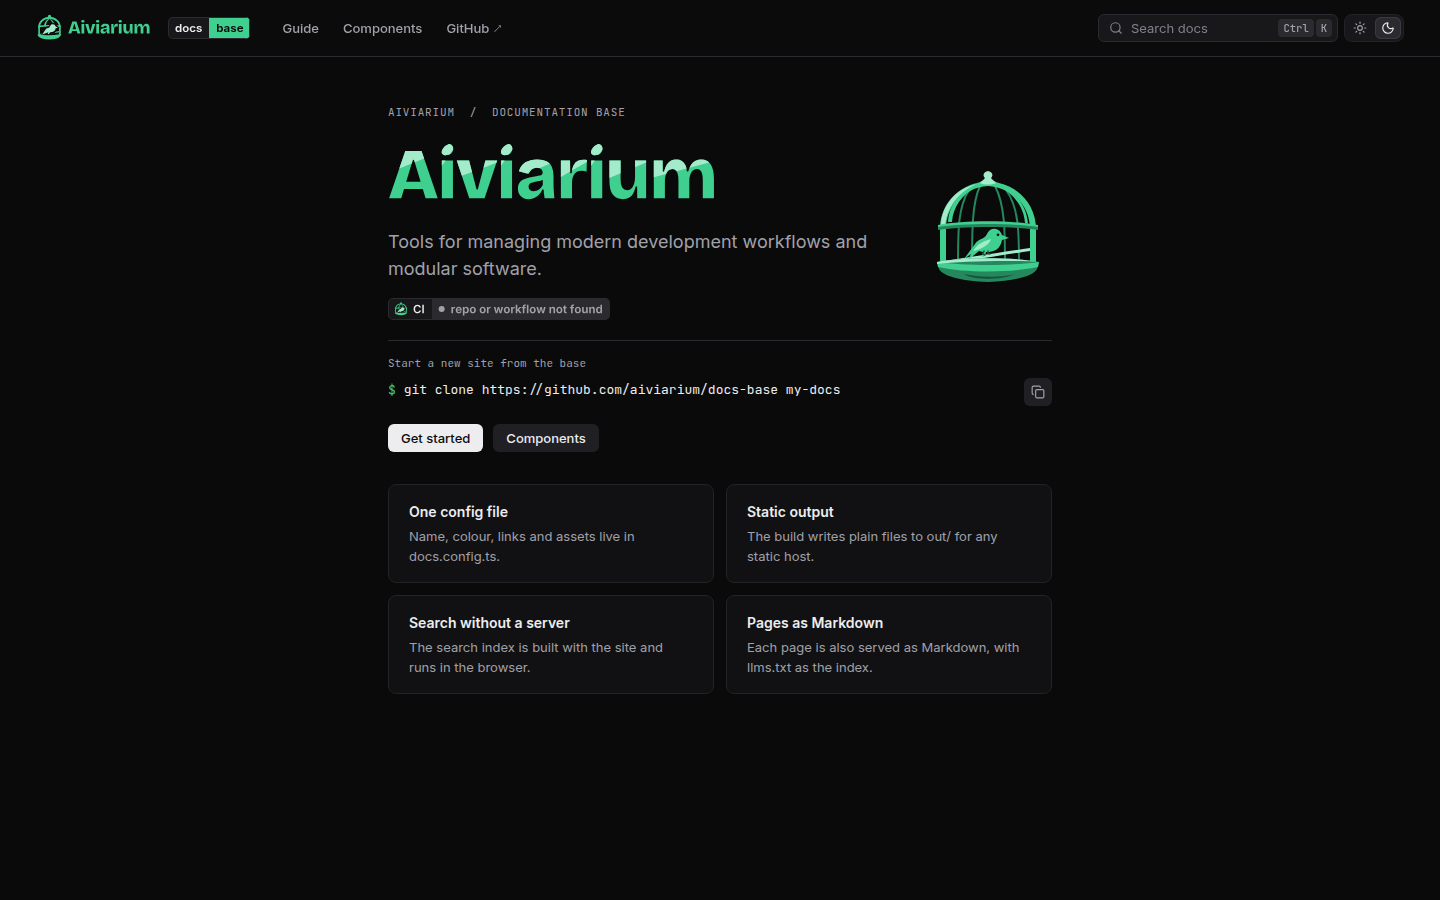 Aiviarium docs base Guide Components GitHub ↗ Search docs Ctrl K
AIVIARIUM / DOCUMENTATION BASE
Aiviarium
Tools for managing modern development workflows and
modular software.
CI repo or workflow not found
Start a new site from the base
$ git clone https://github.com/aiviarium/docs-base my-docs
Get started Components
One config file
Name, colour, links and assets live in
docs.config.ts.
Static output
The build writes plain files to out/ for any
static host.
Search without a server
The search index is built with the site and
runs in the browser.
Pages as Markdown
Each page is also served as Markdown, with
llms.txt as the index.